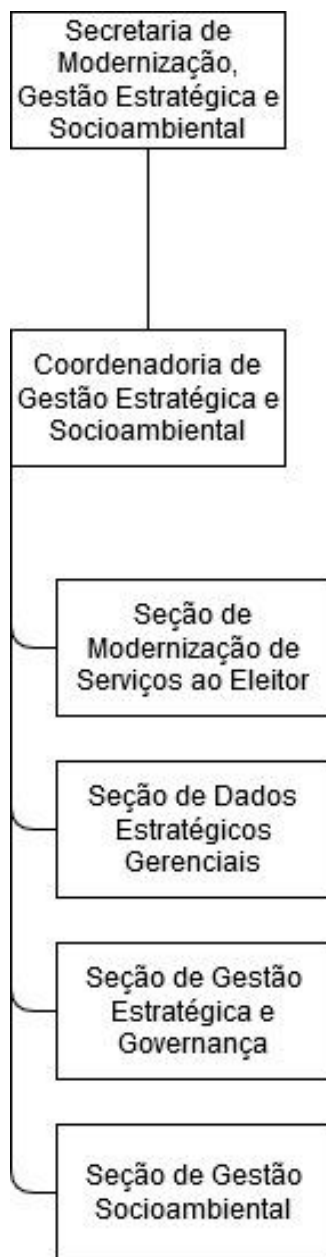 Secretaria de
Modernização,
Gestão Estratégica e
Socioambiental
Coordenadoria de
Gestão Estratégica e
Socioambiental
Seção de
Modernização de
Serviços ao Eleitor
Seção de Dados
Estratégicos
Gerenciais
Seção de Gestão
Estratégica e
Governança
Seção de Gestão
Socioambiental